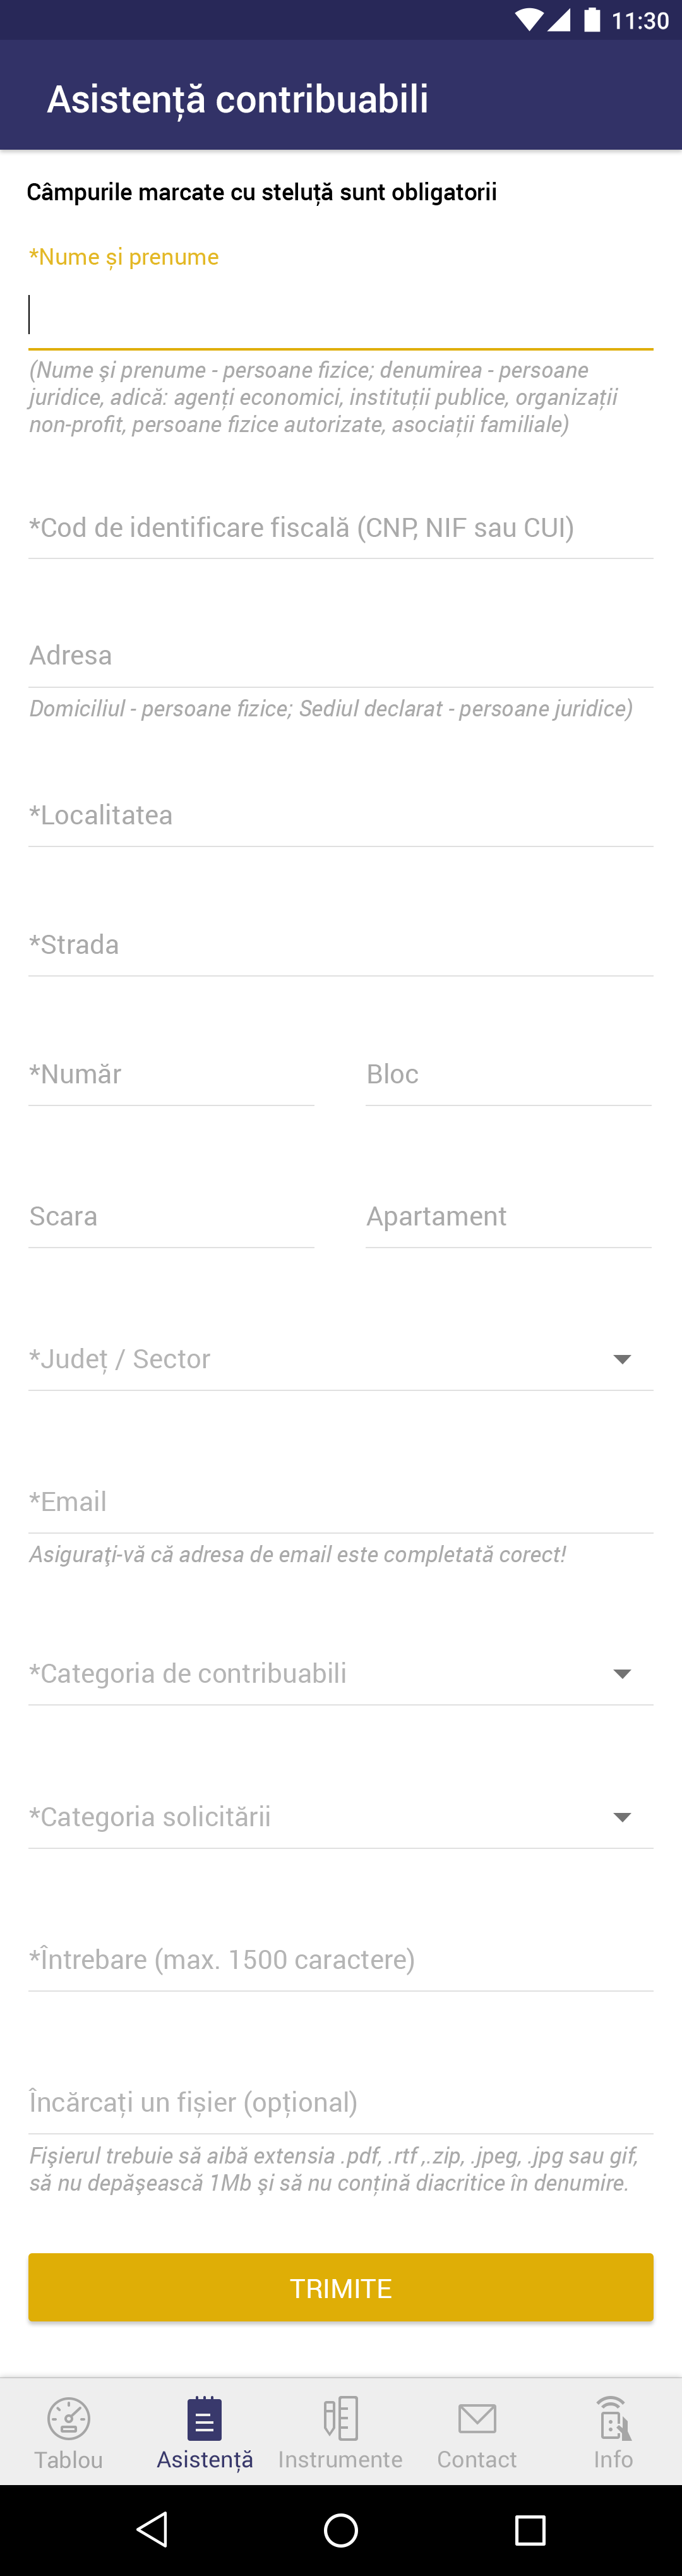 11:30
Asistență contribuabili
Câmpurile marcate cu steluță sunt obligatorii
*Nume și prenume
(Nume şi prenume - persoane fizice; denumirea - persoane
juridice, adică: agenți economici, instituții publice, organizații
non-profit, persoane fizice autorizate, asociații familiale)
*Cod de identificare fiscală (CNP, NIF sau CUI)
Adresa
Domiciliul - persoane fizice; Sediul declarat - persoane juridice)
*Localitatea
*Strada
*Număr Bloc
Scara Apartament
*Județ / Sector
*Email
Asiguraţi-vă că adresa de email este completată corect!
*Categoria de contribuabili
*Categoria solicitării
*Întrebare (max. 1500 caractere)
Încărcați un fișier (opțional)
Fişierul trebuie să aibă extensia .pdf, .rtf ,.zip, .jpeg, .jpg sau gif,
să nu depăşească 1Mb şi să nu conțină diacritice în denumire.
TRIMITE
Tablou Asistență Instrumente Contact Info